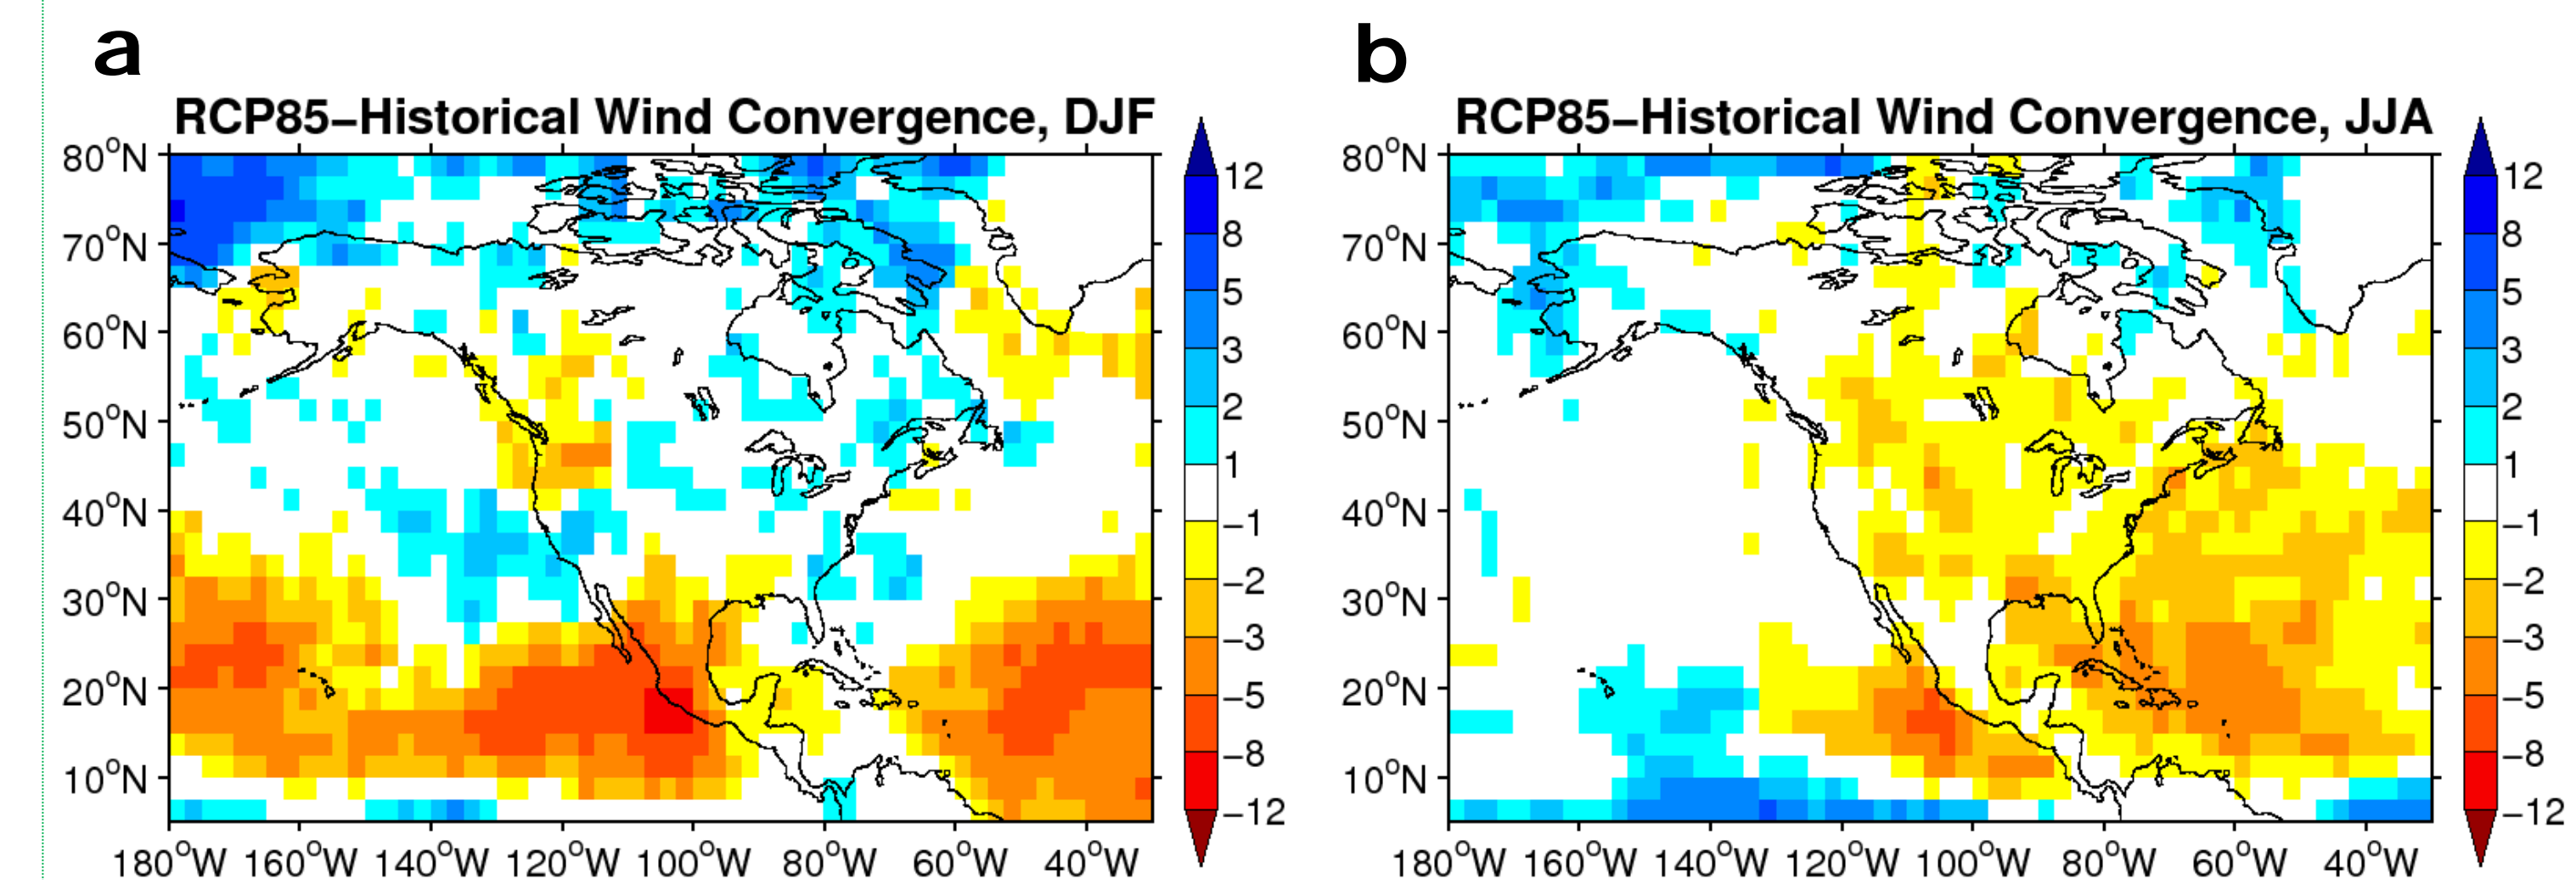 a
RCP85−Historical Wind Convergence, DJF
80°N
70°N
60°N
50°N
40°N
30°N
20°N
10°N
180°W 160°W 140°W 120°W 100°W 80°W 60°W 40°W
12
8
5
3
2
1
−1
−2
−3
−5
−8
−12
b
RCP85−Historical Wind Convergence, JJA
80°N
70°N
60°N
50°N
40°N
30°N
20°N
10°N
180°W 160°W 140°W 120°W 100°W 80°W 60°W 40°W
12
8
5
3
2
1
−1
−2
−3
−5
−8
−12